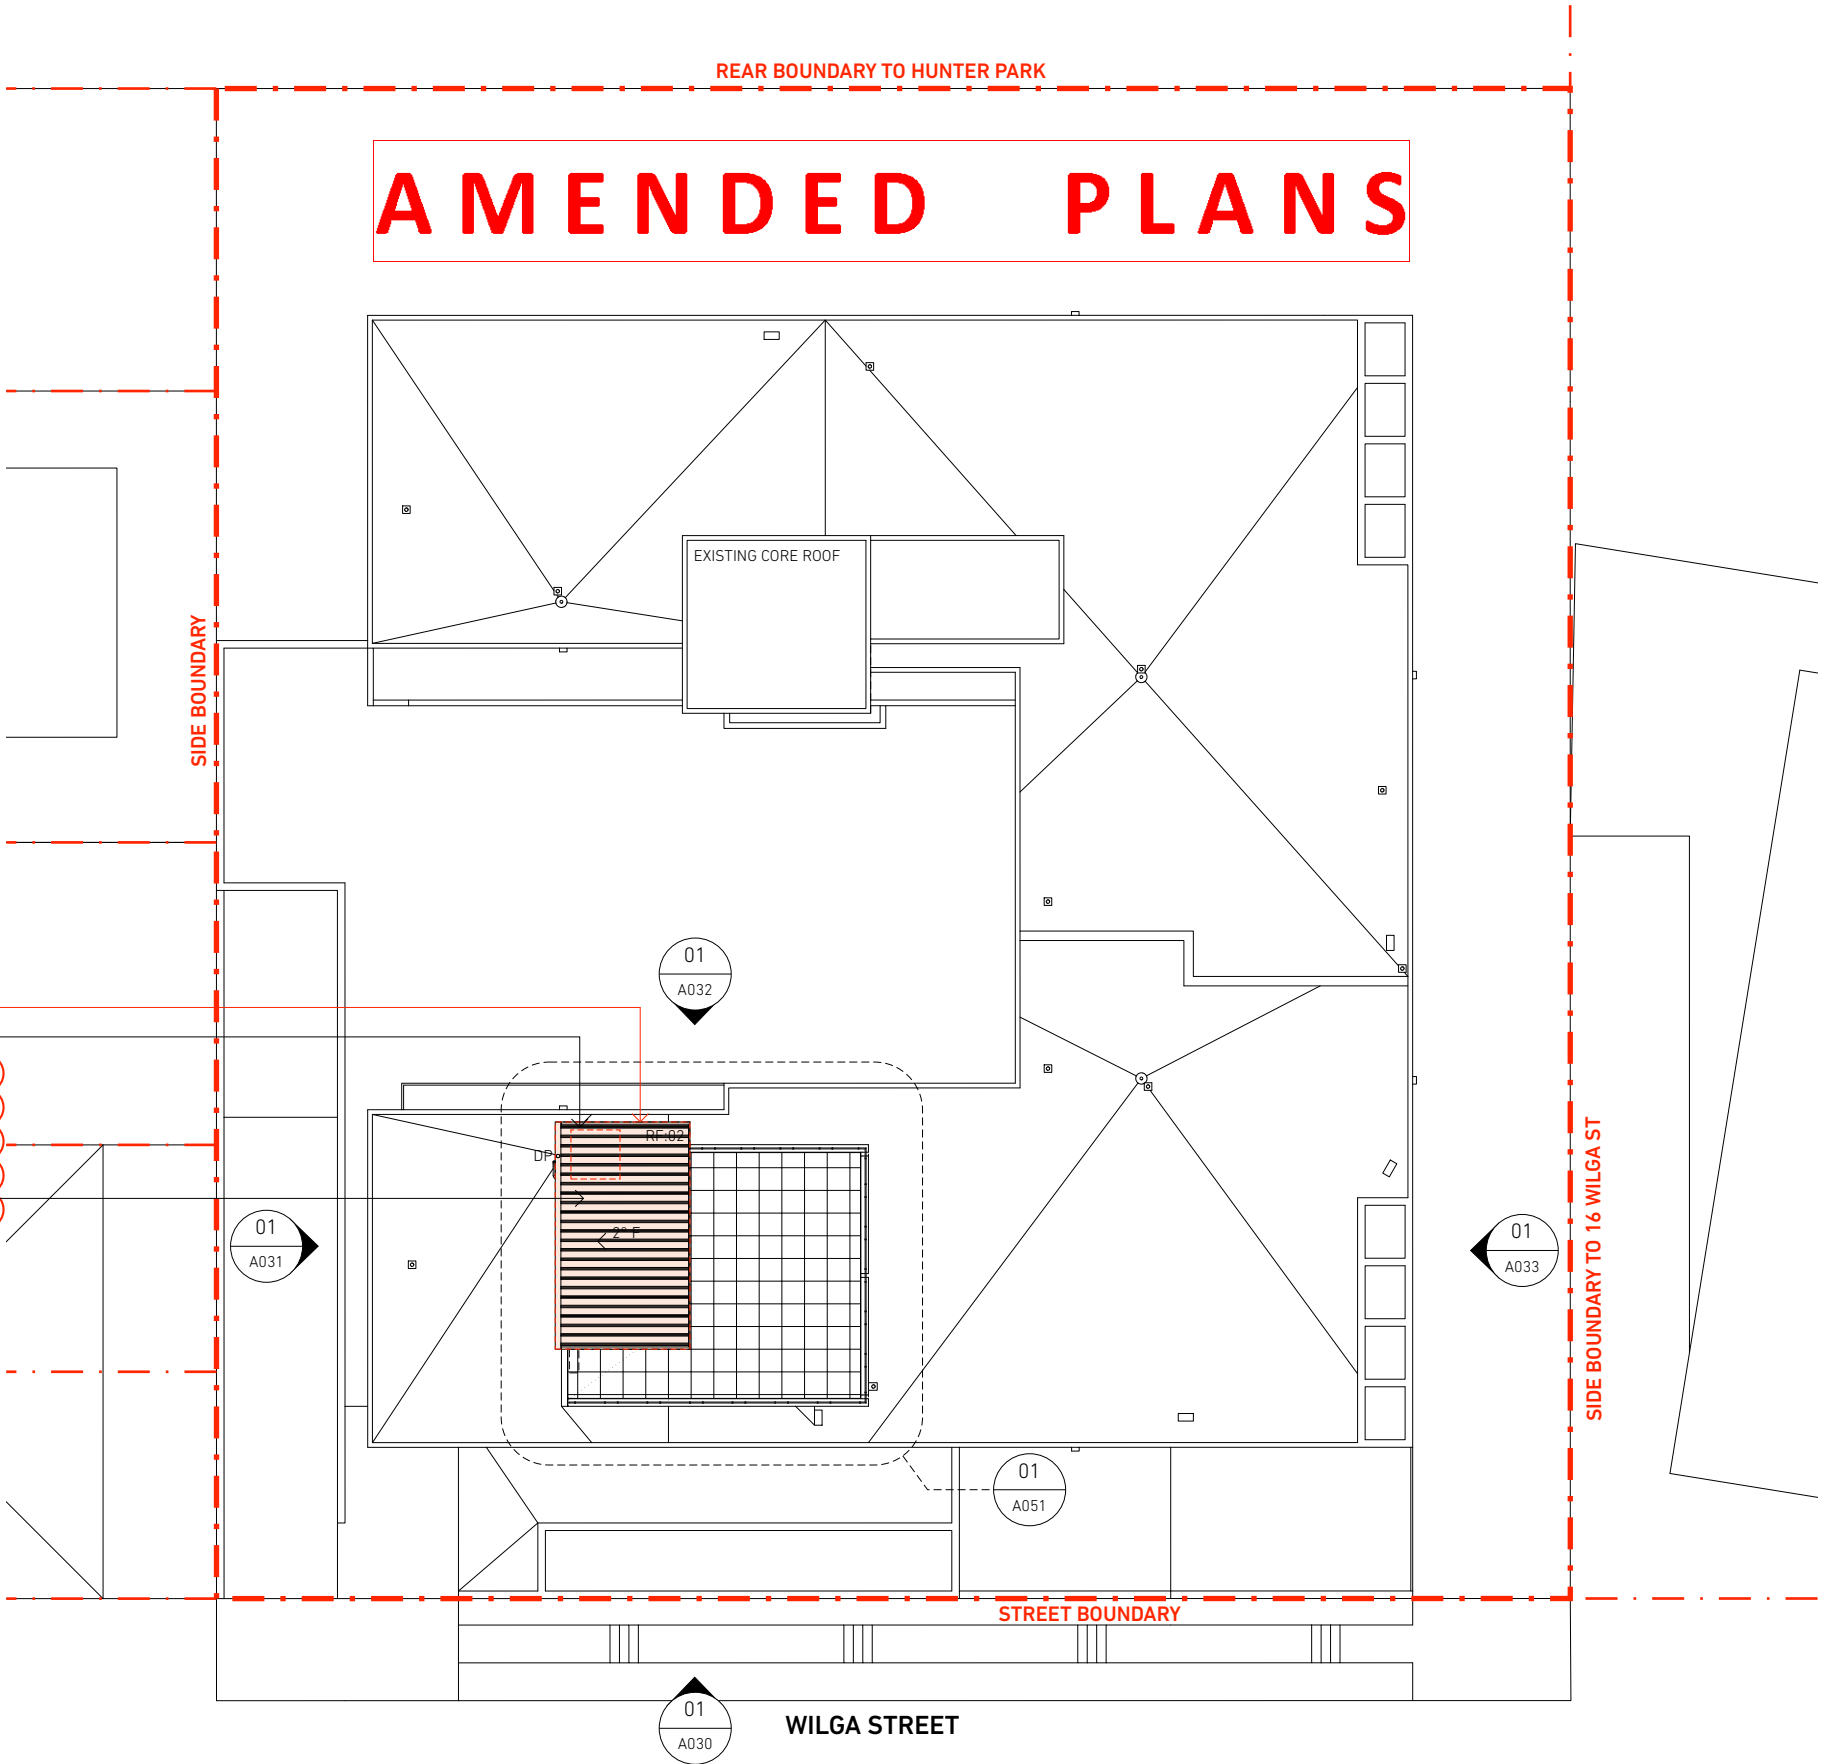 REAR BOUNDARY TO HUNTER PARK
AMENDED PLANS
EXISTING CORE ROOF
SIDE BOUNDARY
01
A032
RF:02
DP
2° F
01
A031
01
A033
SIDE BOUNDARY TO 16 WILGA ST
01
A051
STREET BOUNDARY
01
A030
WILGA STREET